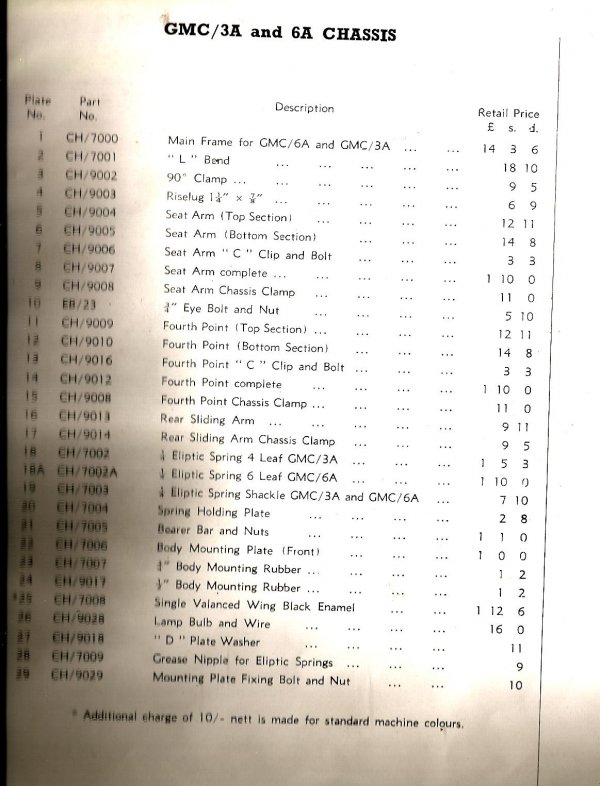 GMC/3A and 6A CHASSIS
Plate No. Part No. Description Retail Price £ s. d.
1 CH/7000 Main Frame for GMC/6A and GMC/3A ... ... 14 3 6
2 CH/7001 " L " Bend ... ... ... ... ... 18 10
3 CH/9002 90° Clamp ... ... ... ... ... ... 9 5
4 CH/9003 Riselug 1¼" × ⅞" ... ... ... ... ... 6 9
5 CH/9004 Seat Arm (Top Section) ... ... ... ... 12 11
6 CH/9005 Seat Arm (Bottom Section) ... ... ... 14 8
7 CH/9006 Seat Arm " C " Clip and Bolt ... ... ... 3 3
8 CH/9007 Seat Arm complete ... ... ... ... ... 1 10 0
9 CH/9008 Seat Arm Chassis Clamp ... ... ... ... 11 0
10 EB/23 ¾" Eye Bolt and Nut ... ... ... ... 5 10
11 CH/9009 Fourth Point (Top Section) ... ... ... ... 12 11
12 CH/9010 Fourth Point (Bottom Section) ... ... ... 14 8
13 CH/9016 Fourth Point " C " Clip and Bolt ... ... ... 3 3
14 CH/9012 Fourth Point complete ... ... ... ... 1 10 0
15 CH/9008 Fourth Point Chassis Clamp ... ... ... ... 11 0
16 CH/9013 Rear Sliding Arm ... ... ... ... ... 9 11
17 CH/9014 Rear Sliding Arm Chassis Clamp ... ... ... 9 5
18 CH/7002 ¼ Eliptic Spring 4 Leaf GMC/3A ... ... ... 1 5 3
18A CH/7002A ¼ Eliptic Spring 6 Leaf GMC/6A ... ... ... 1 10 0
19 CH/7003 ¼ Eliptic Spring Shackle GMC/3A and GMC/6A ... ... 7 10
20 CH/7004 Spring Holding Plate ... ... ... ... 2 8
21 CH/7005 Bearer Bar and Nuts ... ... ... ... 1 1 0
22 CH/7006 Body Mounting Plate (Front) ... ... ... 1 0 0
23 CH/7007 ¾" Body Mounting Rubber ... ... ... ... 1 2
24 CH/9017 ½" Body Mounting Rubber ... ... ... ... 1 2
*25 CH/7008 Single Valanced Wing Black Enamel ... ... 1 12 6
26 CH/9028 Lamp Bulb and Wire ... ... ... ... 16 0
27 CH/9018 " D " Plate Washer ... ... ... ... 11
28 CH/7009 Grease Nipple for Eliptic Springs ... ... ... 9
29 CH/9029 Mounting Plate Fixing Bolt and Nut ... ... 10
* Additional charge of 10/- nett is made for standard machine colours.